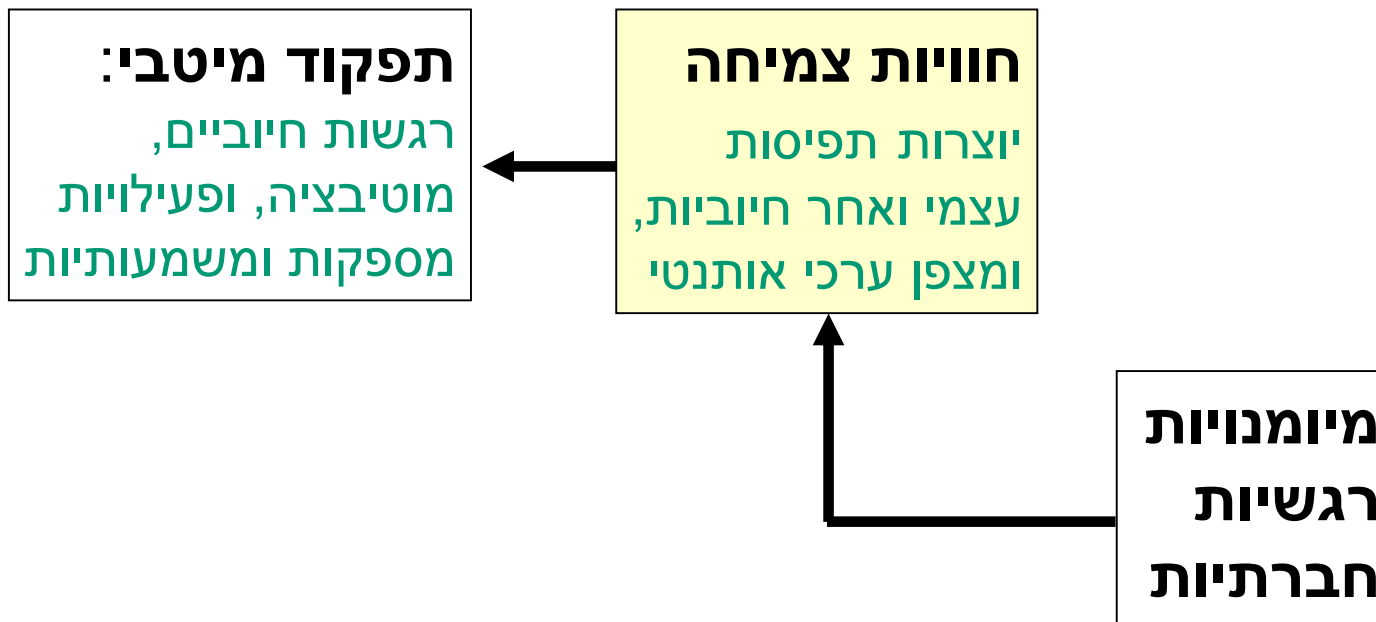 חוויות צמיחה
יוצרות תפיסות
עצמי ואחר חיוביות,
ומצפן ערכי אותנטי
תפקוד מיטבי:
רגשות חיוביים,
מוטיבציה, ופעילויות
מספקות ומשמעותיות
מיומנויות
רגשיות
חברתיות